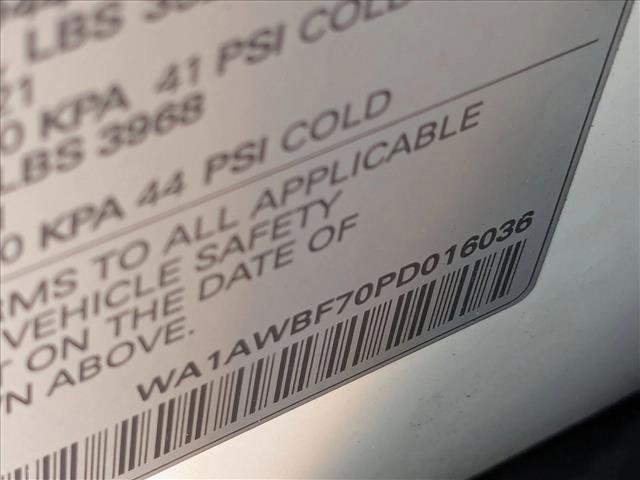 LBS
21
0 KPA 41 PSI COLD
LBS 3968
0 KPA 44 PSI COLD
RMS TO ALL APPLICABLE
VEHICLE SAFETY
T ON THE DATE OF
N ABOVE.
WA1AWBF70PD016036